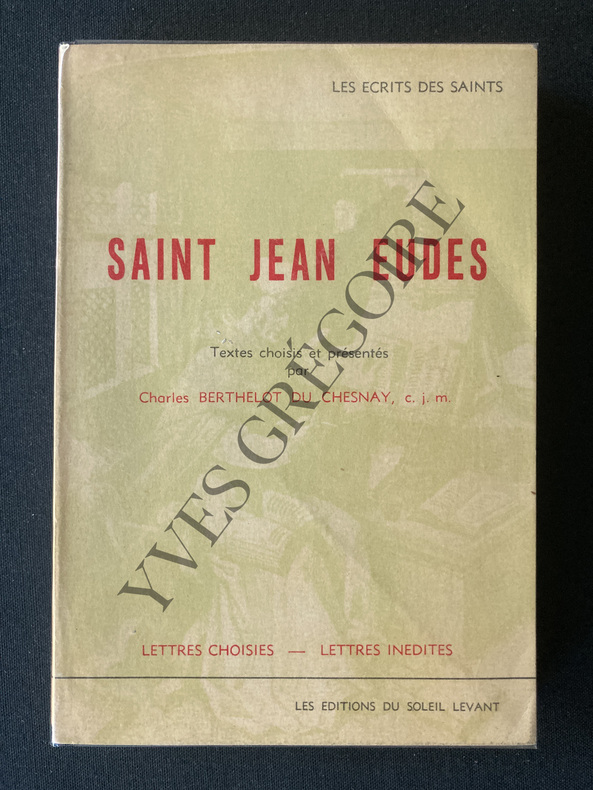 LES ECRITS DES SAINTS
SAINT JEAN EUDES
Textes choisis et présentés
par
Charles BERTHELOT DU CHESNAY, c. j. m.
YVES GRÉGOIRE
LETTRES CHOISIES — LETTRES INEDITES
LES EDITIONS DU SOLEIL LEVANT